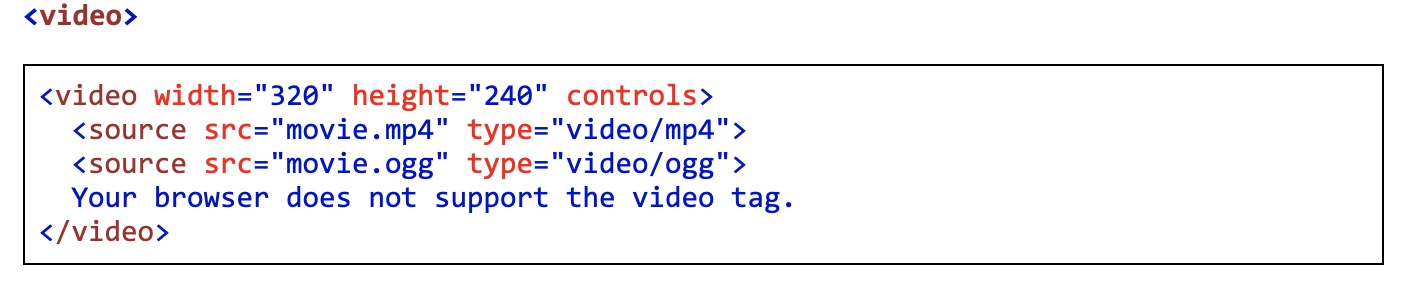 <video>
<video width="320" height="240" controls>
<source src="movie.mp4" type="video/mp4">
<source src="movie.ogg" type="video/ogg">
Your browser does not support the video tag.
</video>